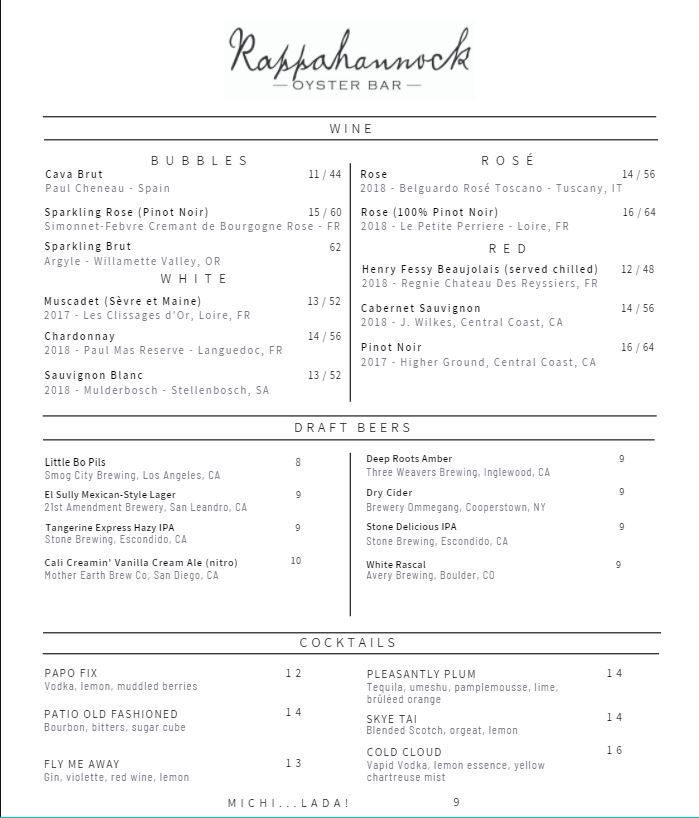 Rappahannock
— OYSTER BAR —
WINE
BUBBLES
Cava Brut 11 / 44
Paul Cheneau - Spain
Sparkling Rose (Pinot Noir) 15 / 60
Simonnet-Febvre Cremant de Bourgogne Rose - FR
Sparkling Brut 62
Argyle - Willamette Valley, OR
WHITE
Muscadet (Sèvre et Maine) 13 / 52
2017 - Les Clissages d'Or, Loire, FR
Chardonnay 14 / 56
2018 - Paul Mas Reserve - Languedoc, FR
Sauvignon Blanc 13 / 52
2018 - Mulderbosch - Stellenbosch, SA
ROSÉ
Rose 14 / 56
2018 - Belguardo Rosé Toscano - Tuscany, IT
Rose (100% Pinot Noir) 16 / 64
2018 - Le Petite Perriere - Loire, FR
RED
Henry Fessy Beaujolais (served chilled) 12 / 48
2018 - Regnie Chateau Des Reyssiers, FR
Cabernet Sauvignon 14 / 56
2018 - J. Wilkes, Central Coast, CA
Pinot Noir 16 / 64
2017 - Higher Ground, Central Coast, CA
DRAFT BEERS
Little Bo Pils 8
Smog City Brewing, Los Angeles, CA
El Sully Mexican-Style Lager 9
21st Amendment Brewery, San Leandro, CA
Tangerine Express Hazy IPA 9
Stone Brewing, Escondido, CA
Cali Creamin' Vanilla Cream Ale (nitro) 10
Mother Earth Brew Co, San Diego, CA
Deep Roots Amber 9
Three Weavers Brewing, Inglewood, CA
Dry Cider 9
Brewery Ommegang, Cooperstown, NY
Stone Delicious IPA 9
Stone Brewing, Escondido, CA
White Rascal 9
Avery Brewing, Boulder, CO
COCKTAILS
PAPO FIX 12
Vodka, lemon, muddled berries
PATIO OLD FASHIONED 14
Bourbon, bitters, sugar cube
FLY ME AWAY 13
Gin, violette, red wine, lemon
PLEASANTLY PLUM 14
Tequila, umeshu, pamplemousse, lime,
brûléed orange
SKYE TAI 14
Blended Scotch, orgeat, lemon
COLD CLOUD 16
Vapid Vodka, lemon essence, yellow
chartreuse mist
MICHI...LADA! 9